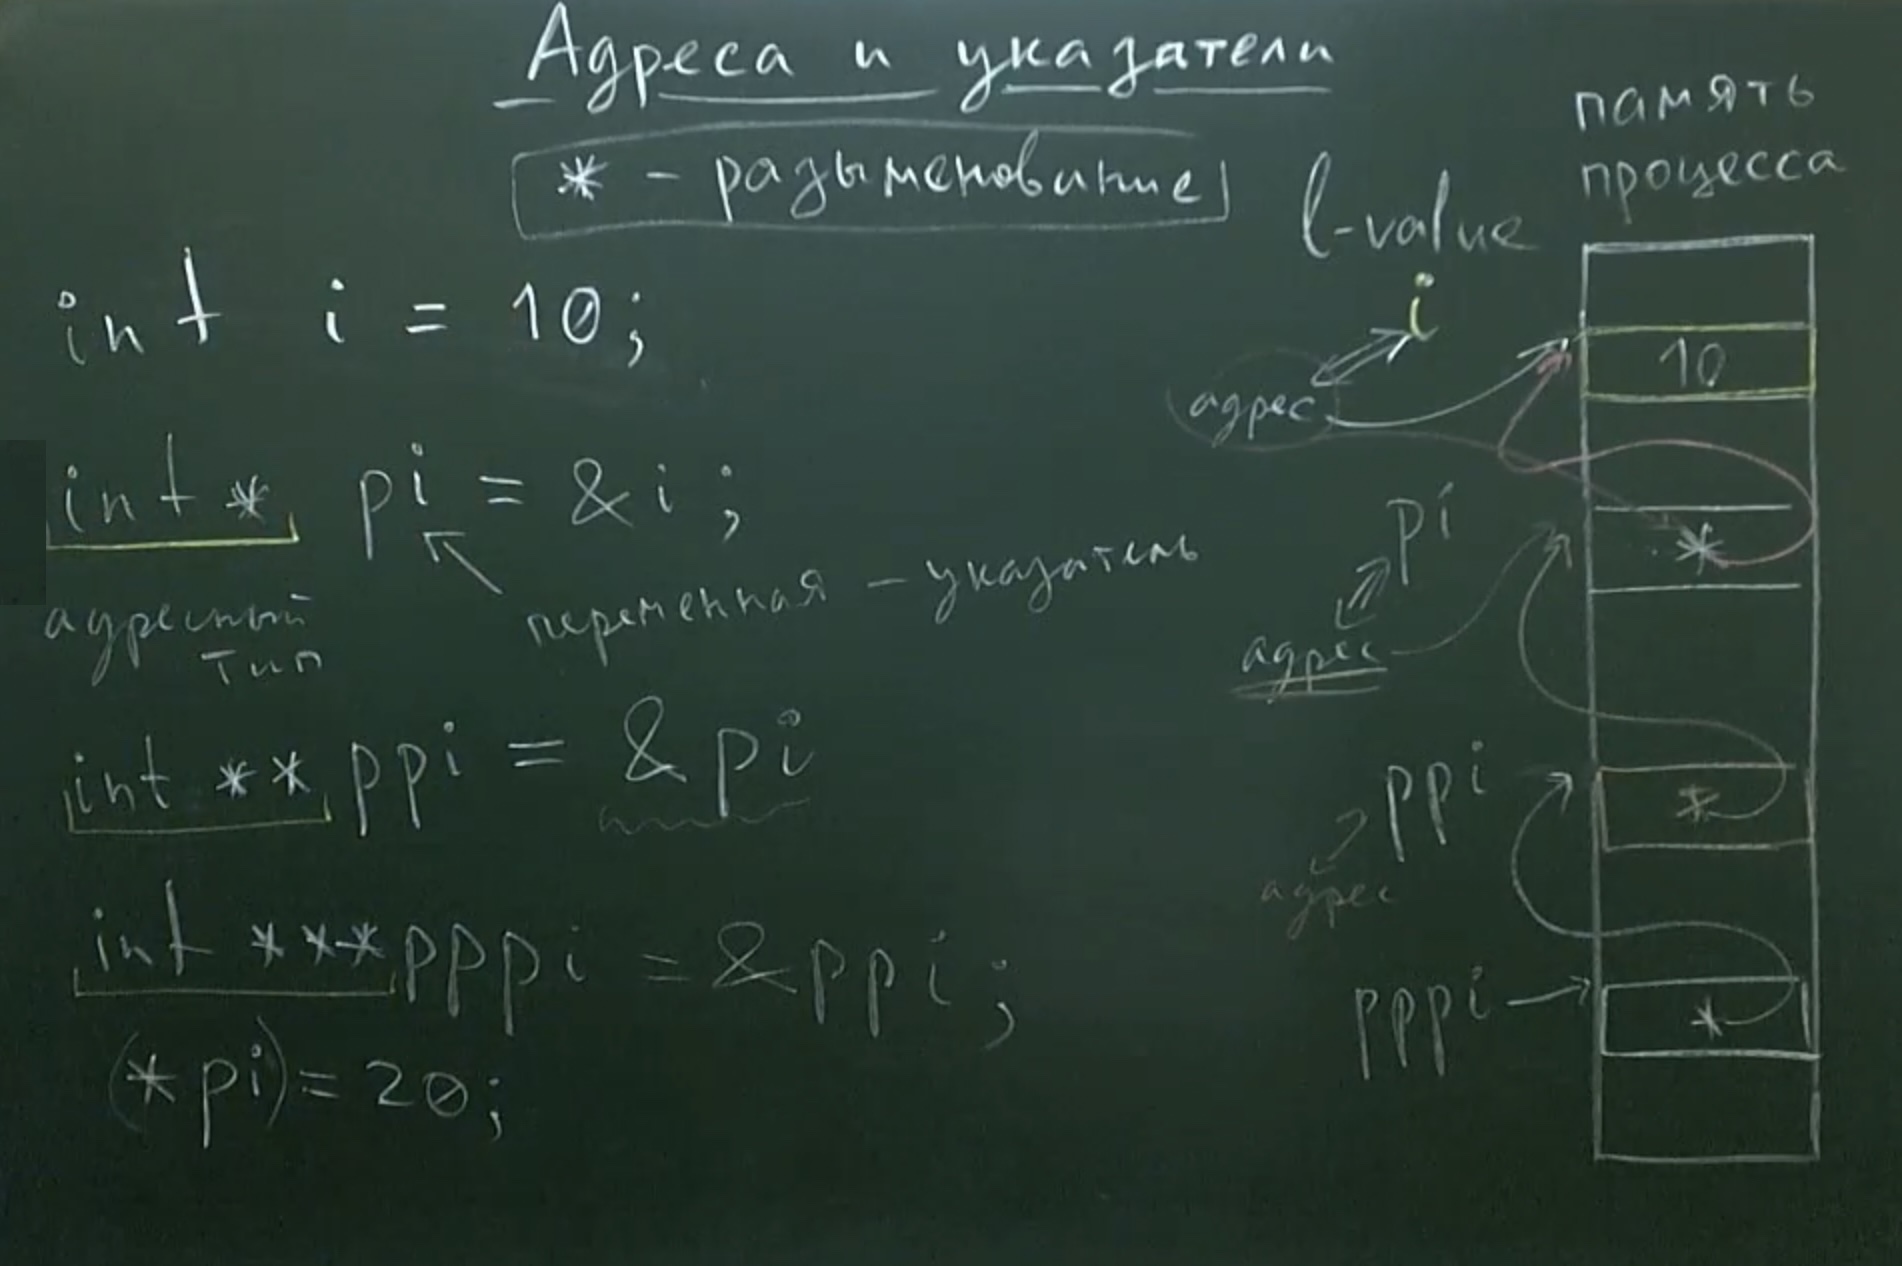 Адреса и указатели
* - разыменование
int i = 10;
int * pi = &i;
адресный
тип
переменная - указатель
int ** ppi = &pi
int *** pppi = &ppi;
(*pi) = 20;
память
процесса
l-value
i
адрес
10
pi
адрес
*
ppi
адрес
*
pppi
*